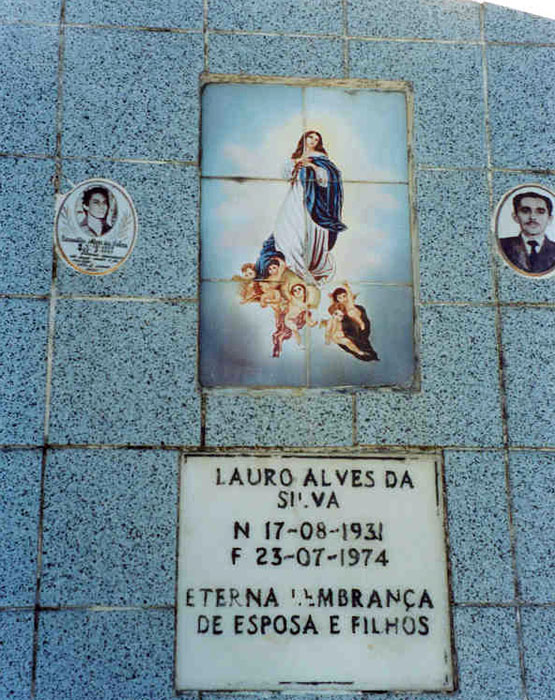 LAURO ALVES DA
SILVA
N 17-08-1931
F 23-07-1974
ETERNA LEMBRANÇA
DE ESPOSA E FILHOS